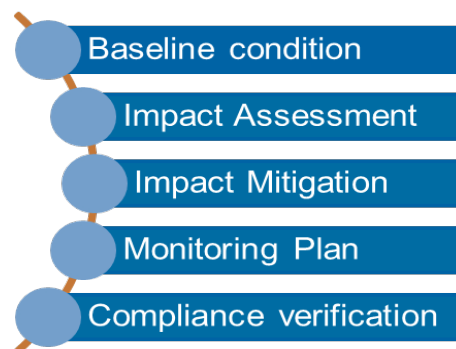 Baseline condition
Impact Assessment
Impact Mitigation
Monitoring Plan
Compliance verification